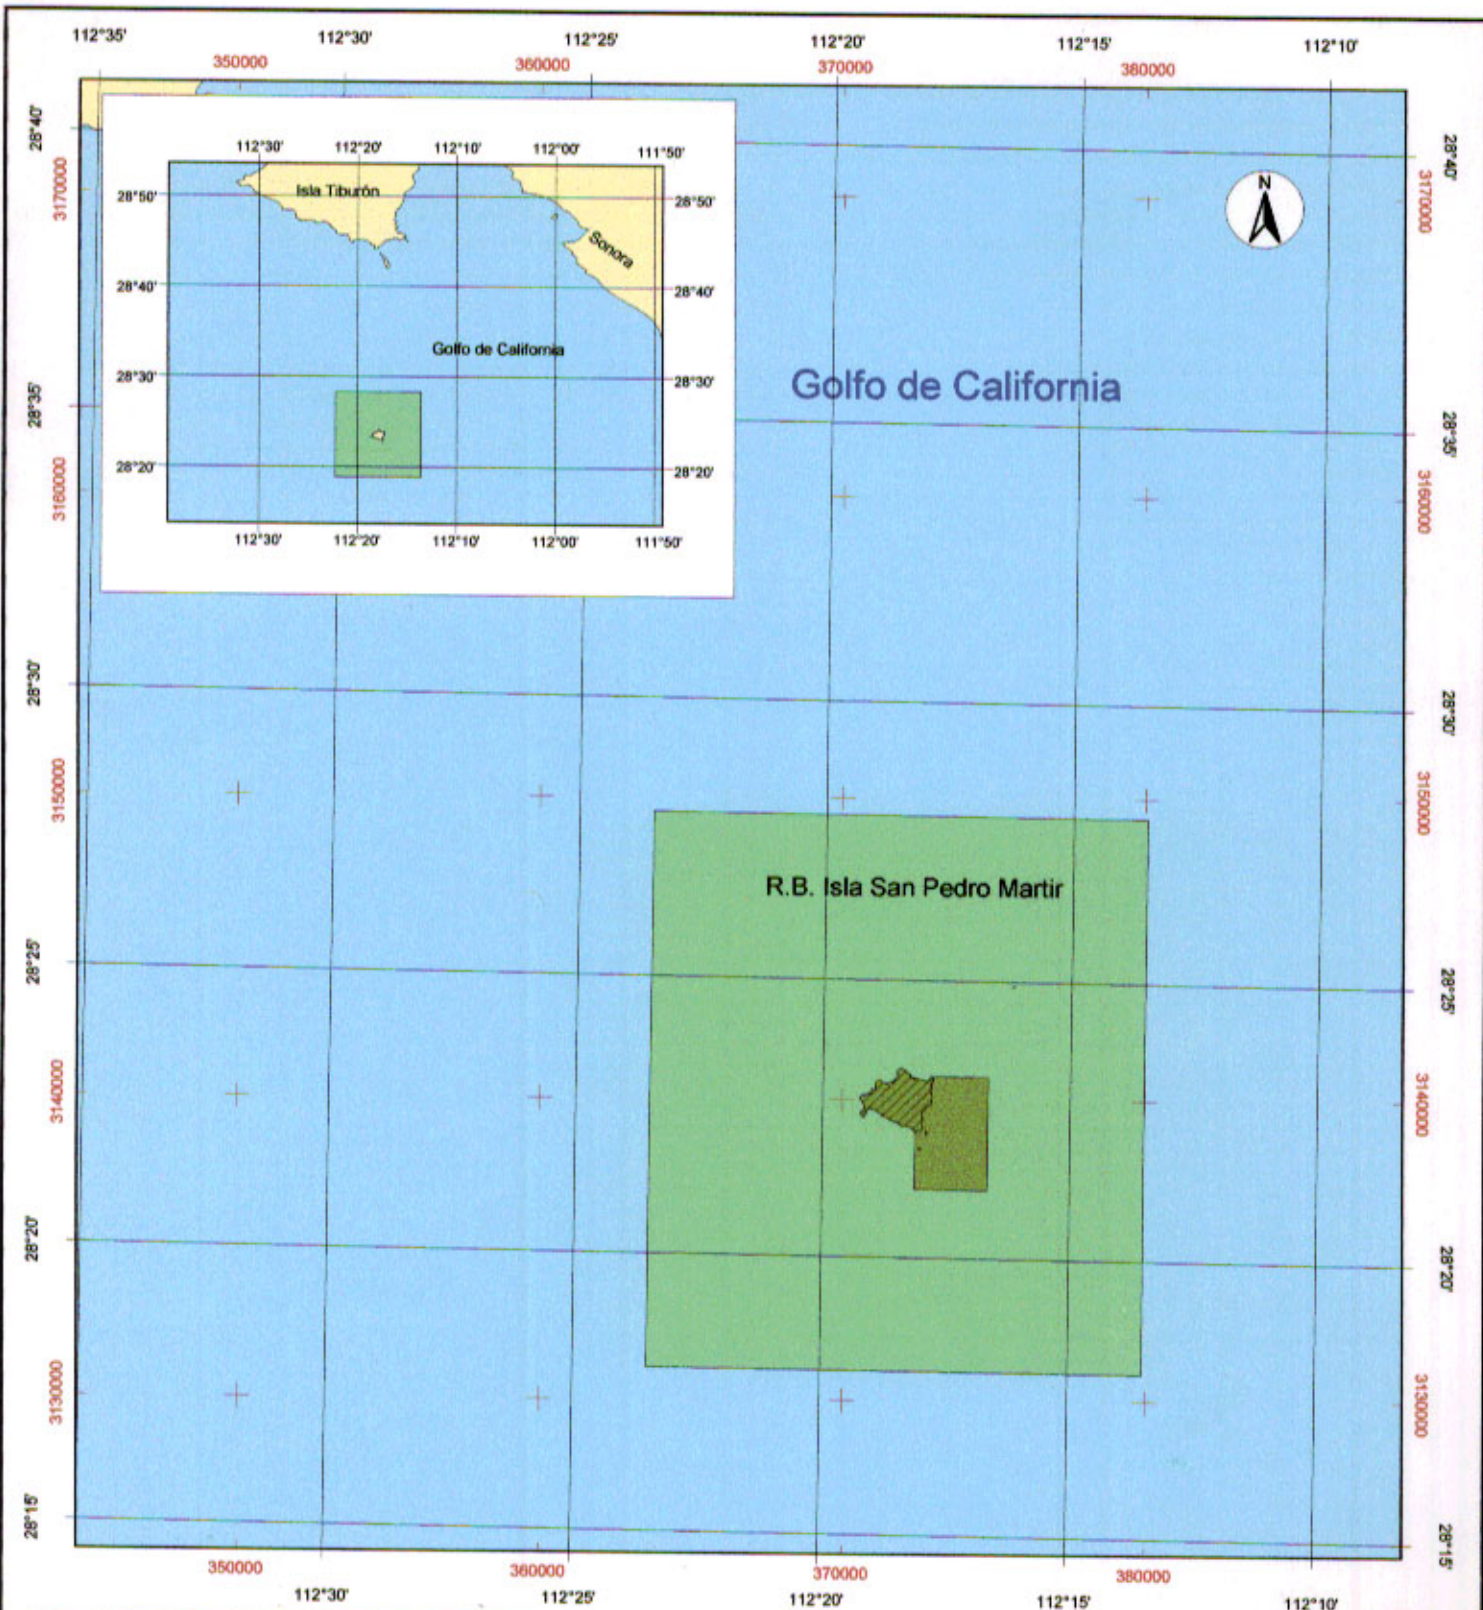 112°35' 112°30' 112°25' 112°20' 112°15' 112°10'
350000 360000 370000 380000
28°40'
3170000
28°35'
3160000
28°30'
3150000
28°25'
3140000
28°20'
3130000
28°15'
112°30' 112°20' 112°10' 112°00' 111°50'
28°50' Isla Tiburón 28°50'
Sonora
28°40' 28°40'
Golfo de California
28°30' 28°30'
28°20' 28°20'
112°30' 112°20' 112°10' 112°00' 111°50'
N
Golfo de California
R.B. Isla San Pedro Martir
28°40'
3170000
28°35'
3160000
28°30'
3150000
28°25'
3140000
28°20'
3130000
28°15'
350000 360000 370000 380000
112°30' 112°25' 112°20' 112°15' 112°10'